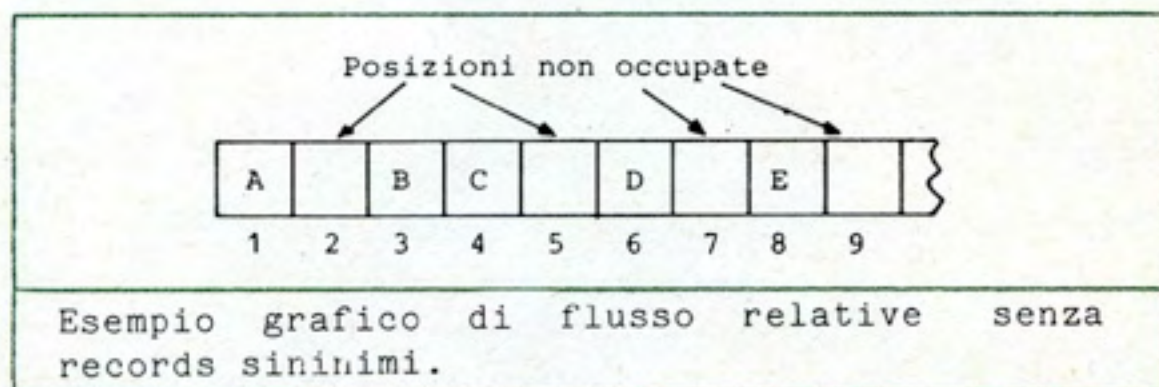 Posizioni non occupate
A B C D E
1 2 3 4 5 6 7 8 9
Esempio grafico di flusso relative senza
records sininimi.